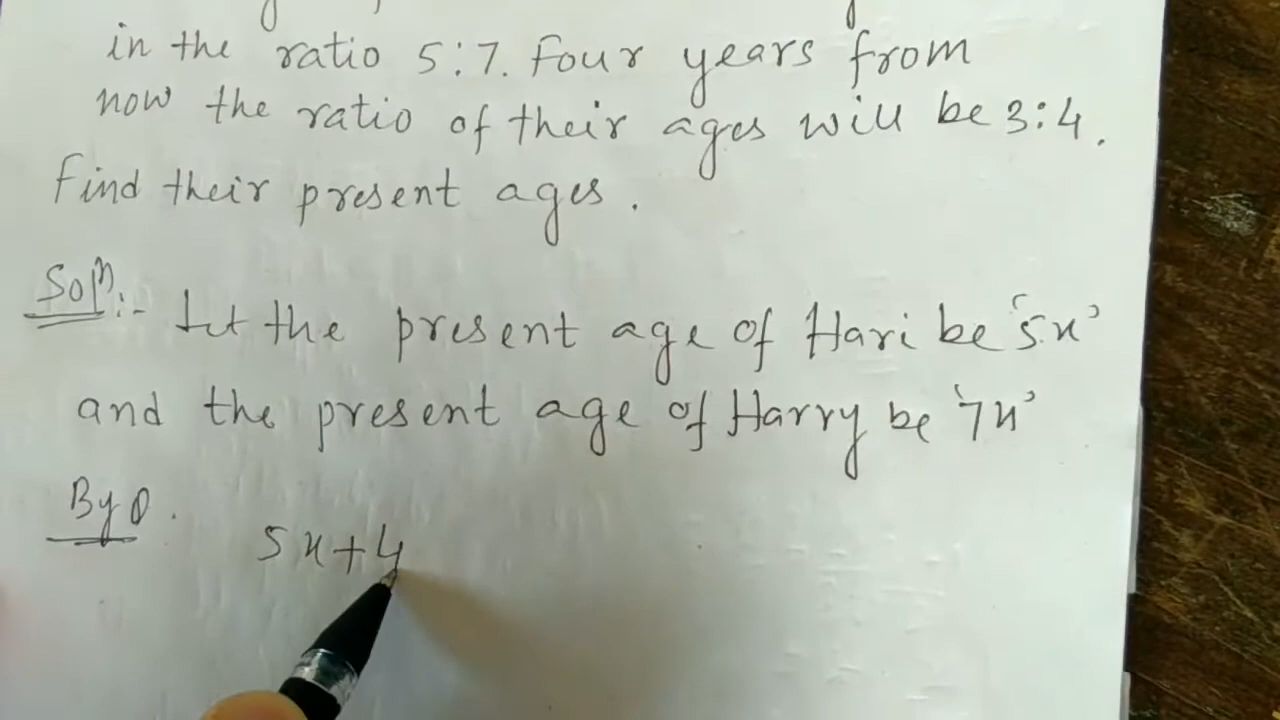 in the ratio 5:7. Four years from
now the ratio of their ages will be 3:4.
Find their present ages.
Solⁿ:- Let the present age of Hari be '5x'
and the present age of Harry be '7x'
By Q.
5x+4